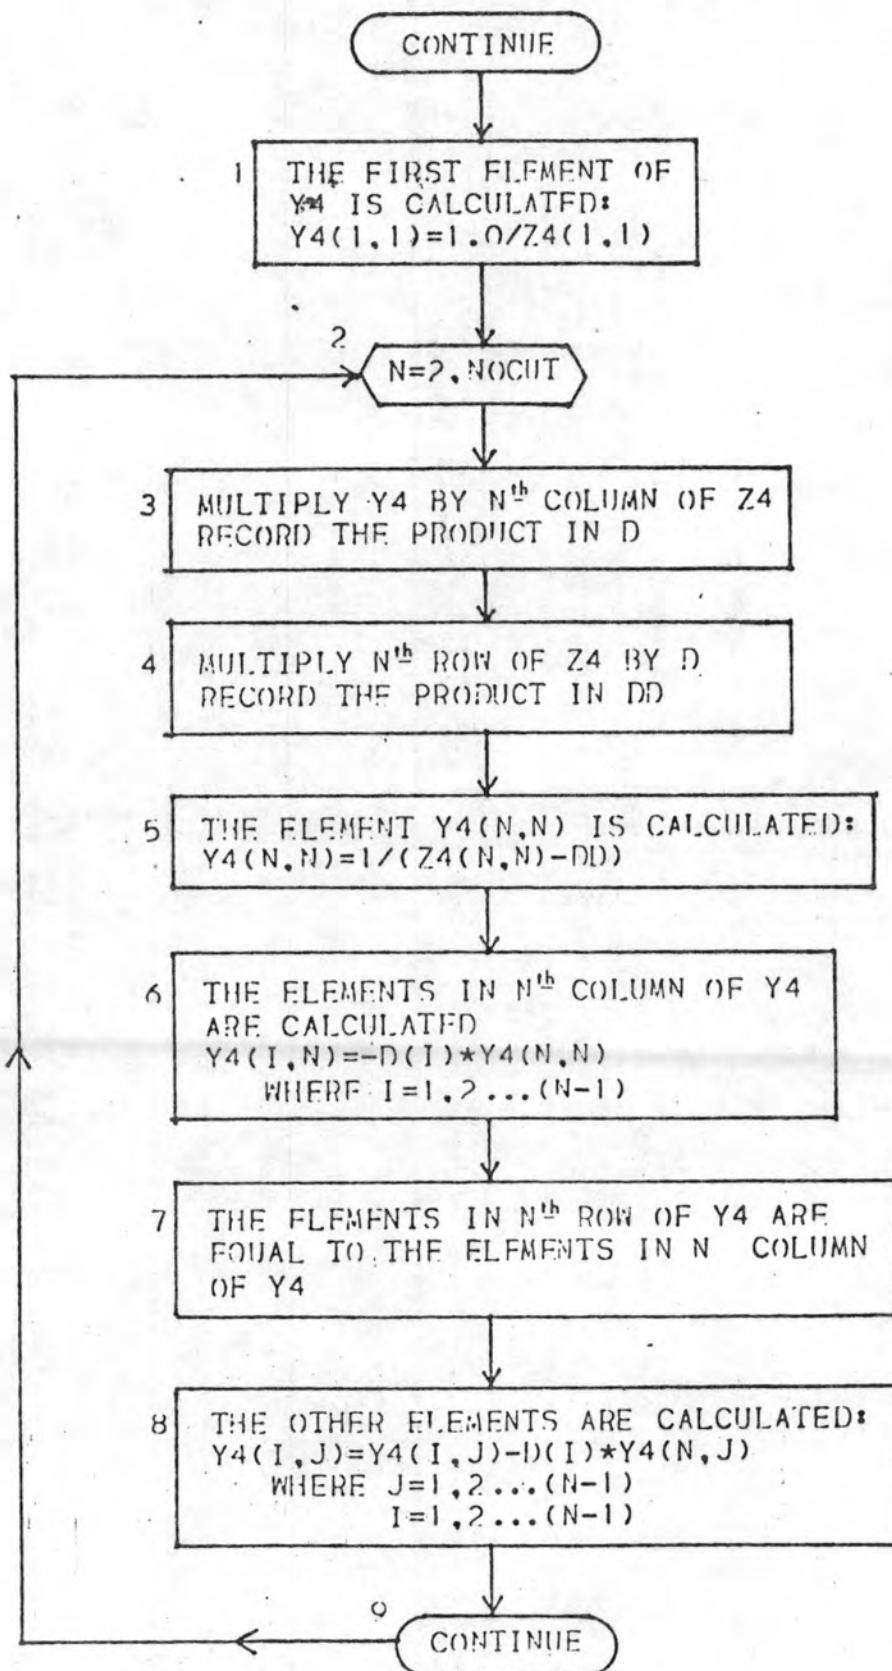 CONTINUE
1
THE FIRST ELEMENT OF
Y4 IS CALCULATED:
Y4(1,1)=1.0/Z4(1,1)
2
N=2,NOCUT
3
MULTIPLY Y4 BY Nth COLUMN OF Z4
RECORD THE PRODUCT IN D
4
MULTIPLY Nth ROW OF Z4 BY D
RECORD THE PRODUCT IN DD
5
THE ELEMENT Y4(N,N) IS CALCULATED:
Y4(N,N)=1/(Z4(N,N)-DD)
6
THE ELEMENTS IN Nth COLUMN OF Y4
ARE CALCULATED
Y4(I,N)=-D(I)*Y4(N,N)
WHERE I=1,2...(N-1)
7
THE ELEMENTS IN Nth ROW OF Y4 ARE
EQUAL TO THE ELEMENTS IN N COLUMN
OF Y4
8
THE OTHER ELEMENTS ARE CALCULATED:
Y4(I,J)=Y4(I,J)-D(I)*Y4(N,J)
WHERE J=1,2...(N-1)
I=1,2...(N-1)
9
CONTINUE